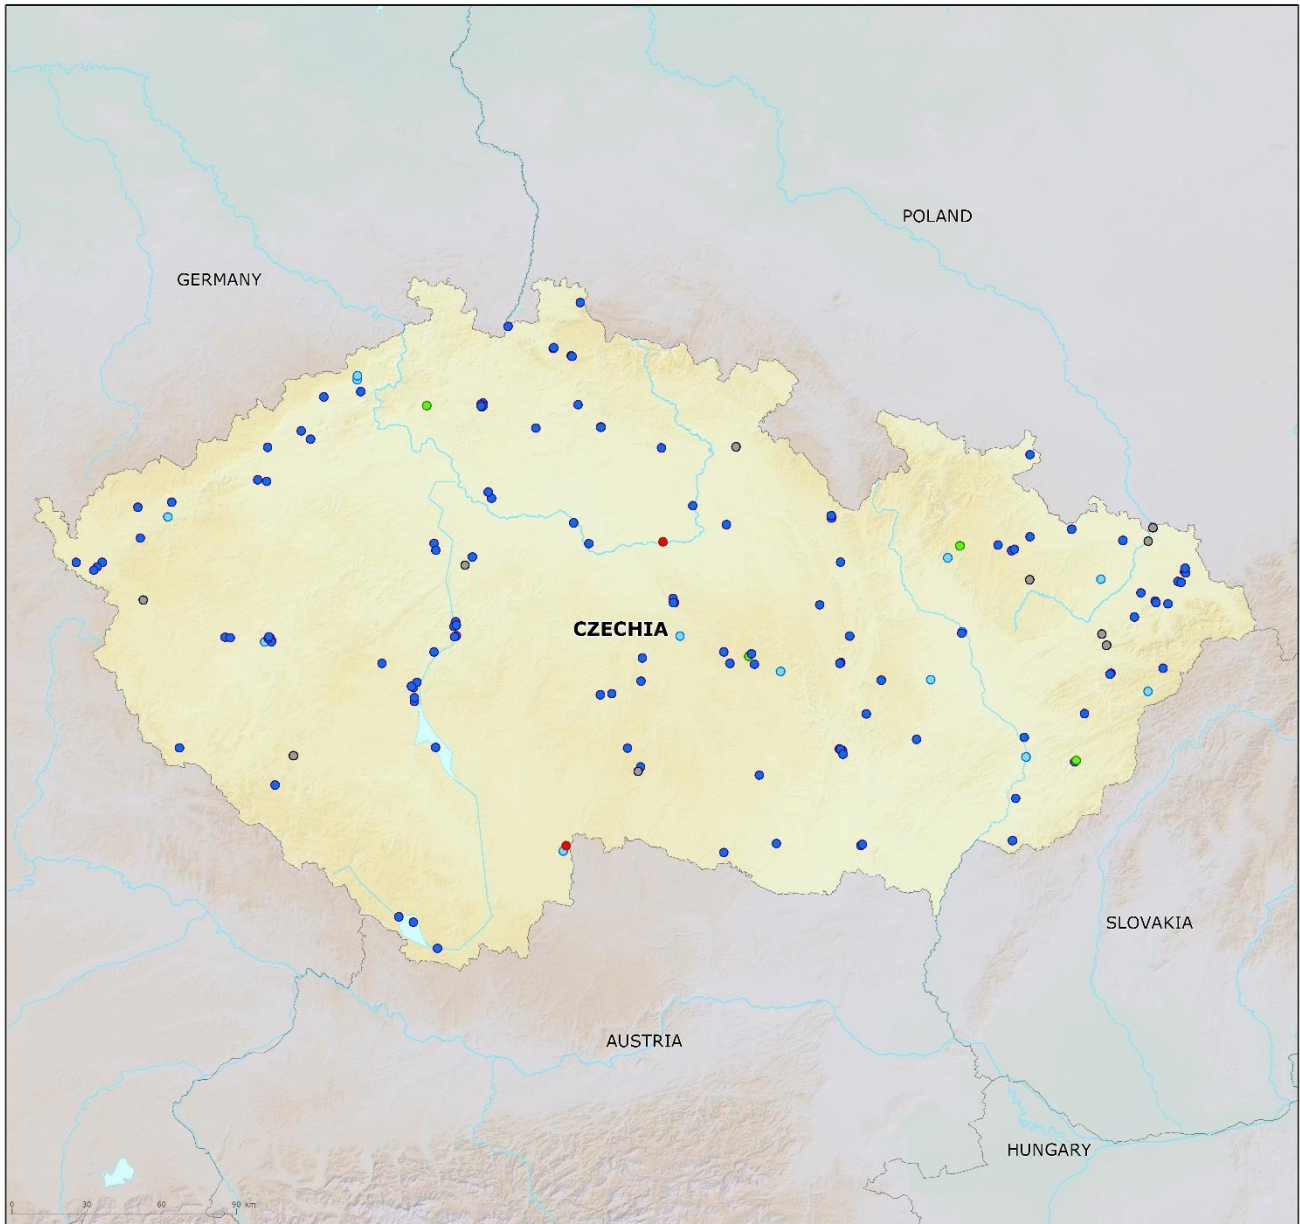 POLAND
GERMANY
CZECHIA
SLOVAKIA
AUSTRIA
HUNGARY
0 30 60 90 km